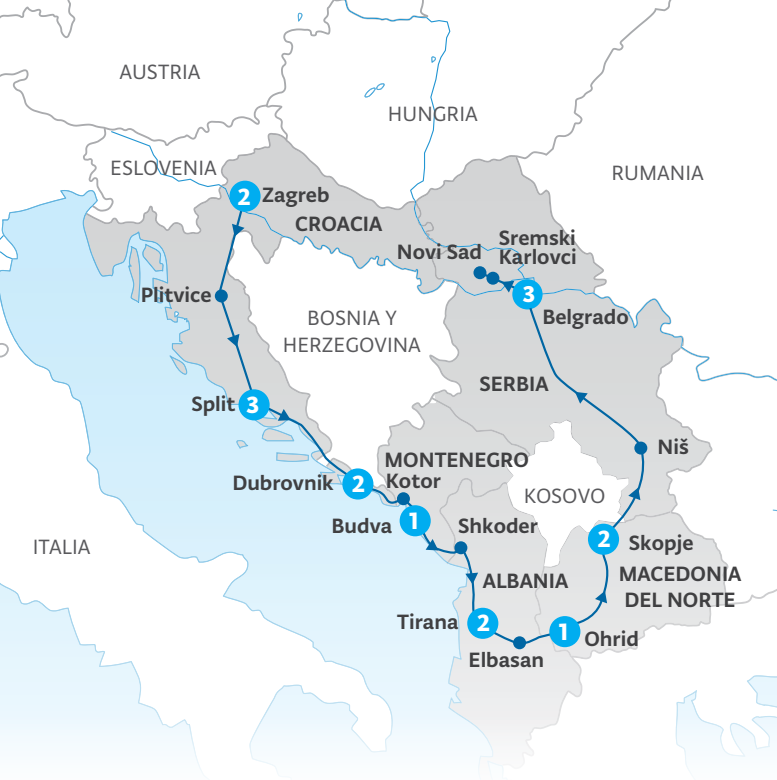 AUSTRIA
HUNGRIA
ESLOVENIA
RUMANIA
2 Zagreb
CROACIA
Novi Sad
Sremski
Karlovci
Plitvice
3
Belgrado
BOSNIA Y
HERZEGOVINA
SERBIA
Split 3
Niš
MONTENEGRO
Dubrovnik 2
Kotor
KOSOVO
Budva 1
Shkoder
ITALIA
2 Skopje
ALBANIA
MACEDONIA
DEL NORTE
Tirana 2
1 Ohrid
Elbasan